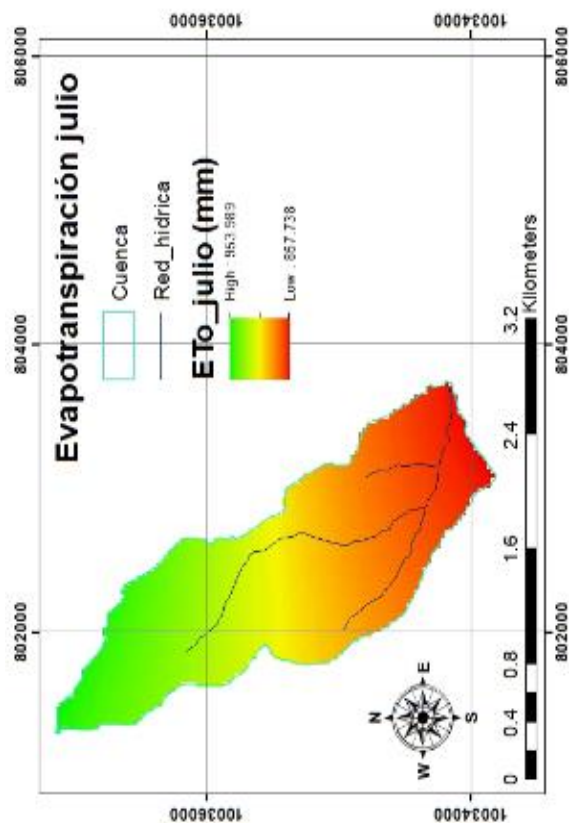 802000
804000
806000
Evapotranspiración julio
Cuenca
Red_hidrica
ETo_julio (mm)
High : 953.989
Low : 867.738
10036000
10036000
10034000
10034000
N
W
E
S
0
0.4
0.8
1.6
2.4
3.2
Kilometers
802000
804000
806000